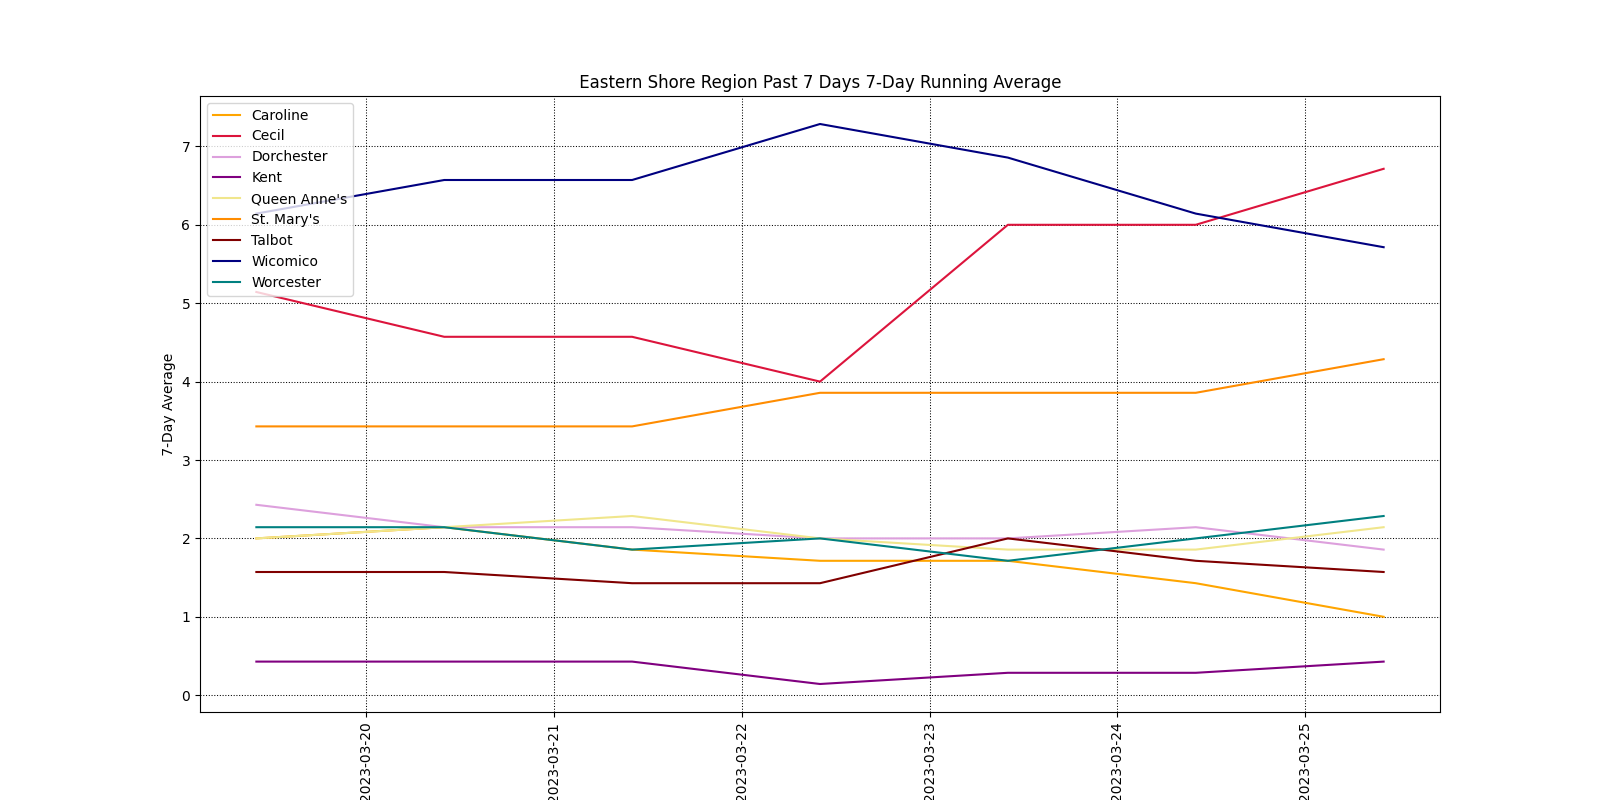 Eastern Shore Region Past 7 Days 7-Day Running Average
Caroline
Cecil
Dorchester
Kent
Queen Anne's
St. Mary's
Talbot
Wicomico
Worcester
7-Day Average
7
6
5
4
3
2
1
0
2023-03-20
2023-03-21
2023-03-22
2023-03-23
2023-03-24
2023-03-25